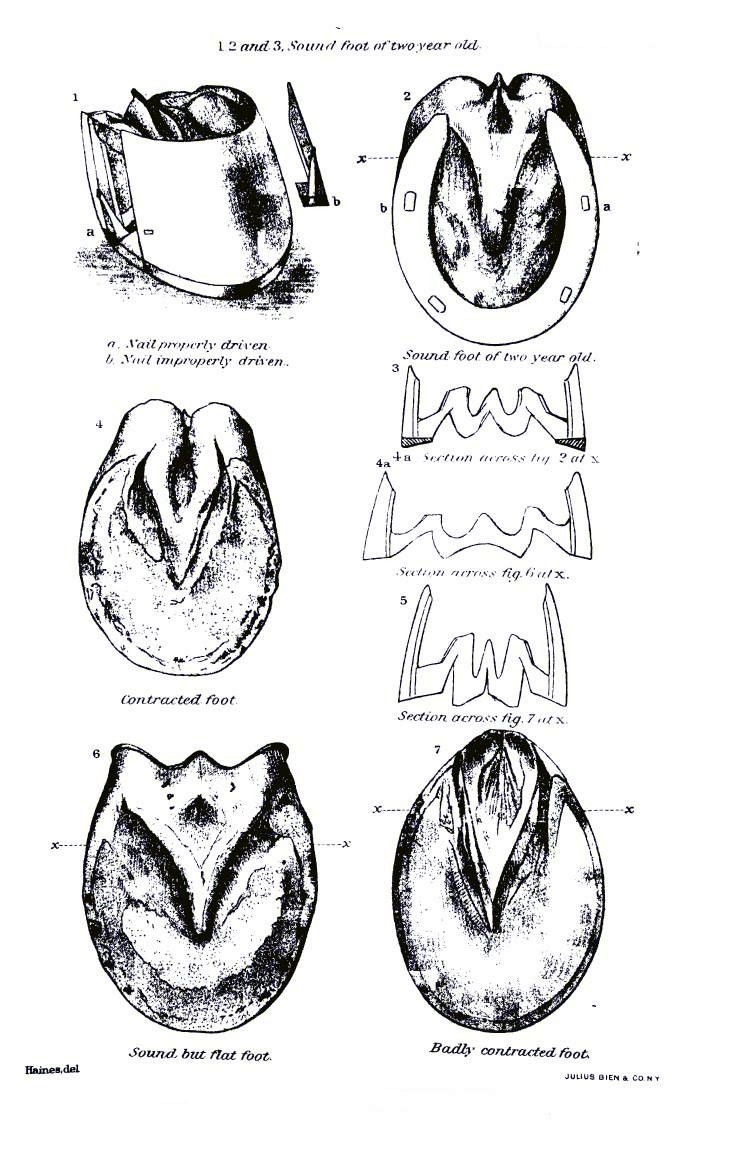 1 2 and 3, Sound foot of two year old.
1
b
a
a. Nail properly driven.
b. Nail improperly driven.
2
x
x
b
a
Sound foot of two year old.
3
4a Section across fig. 2 at x
4
Contracted foot.
4a
Section across fig. 6 at x.
5
Section across fig. 7 at x.
6
x
x
Sound but flat foot.
7
x
x
Badly contracted foot.
Haines, del.
JULIUS BIEN & CO. N Y